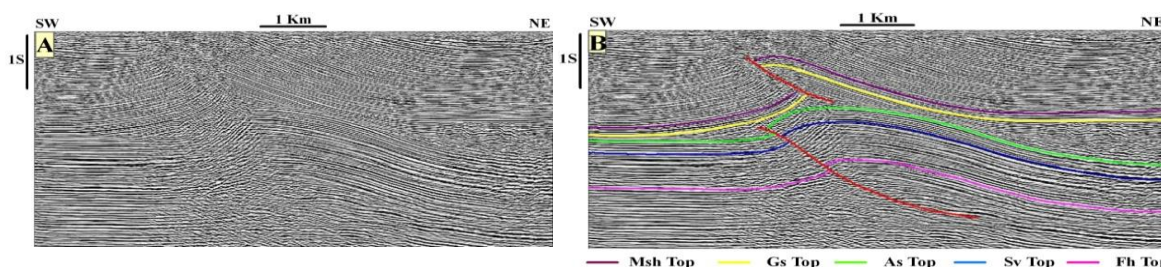 SW 1 Km NE
A
1S
SW 1 Km NE
B
1S
Msh Top Gs Top As Top Sv Top Fh Top